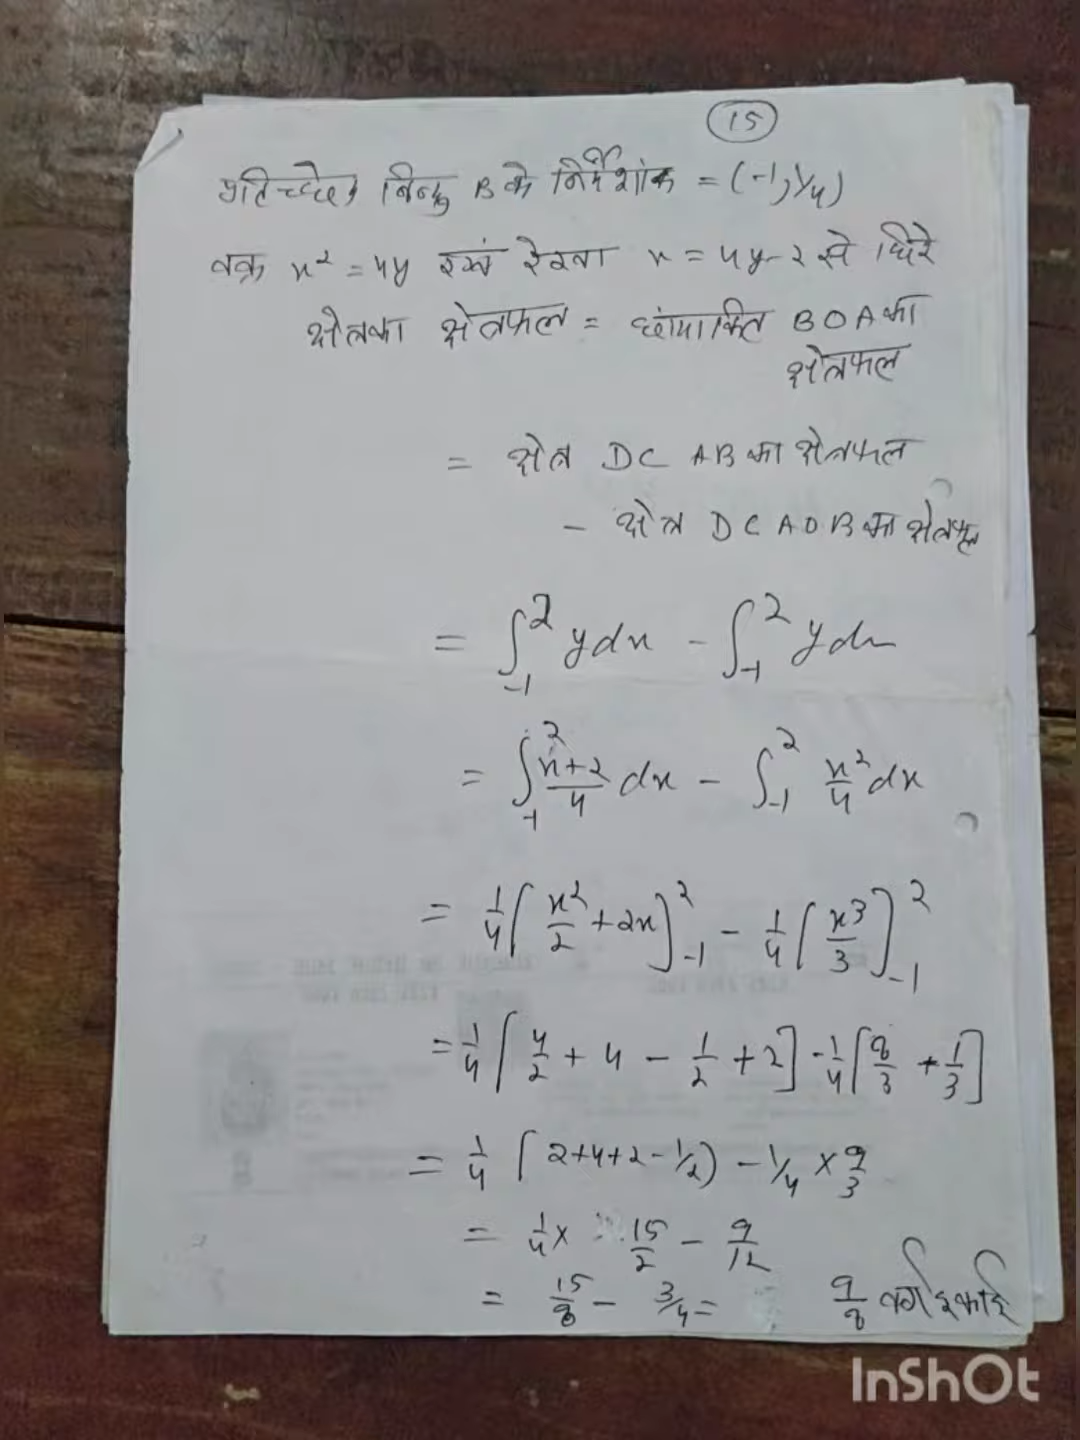 15
प्रतिच्छेद बिन्दु B के निर्देशांक = (-1, 1/4)
वक्र x² = 4y एवं रेखा x = 4y - 2 से घिरे
क्षेत्र का क्षेत्रफल = छायांकित BOA का
क्षेत्रफल
= क्षेत्र DCAB का क्षेत्रफल
- क्षेत्र DCAOB का क्षेत्रफल
= ∫₋₁² y dx - ∫₋₁² y dx
= ∫₋₁² (x+2)/4 dx - ∫₋₁² x²/4 dx
= 1/4 [x²/2 + 2x]₋₁² - 1/4 [x³/3]₋₁²
= 1/4 [4/2 + 4 - 1/2 + 2] - 1/4 [8/3 + 1/3]
= 1/4 [2+4+2-1/2) - 1/4 × 9/3
= 1/4 × 15/2 - 9/12
= 15/8 - 3/4 = 9/8 वर्ग इकाई
InShOt